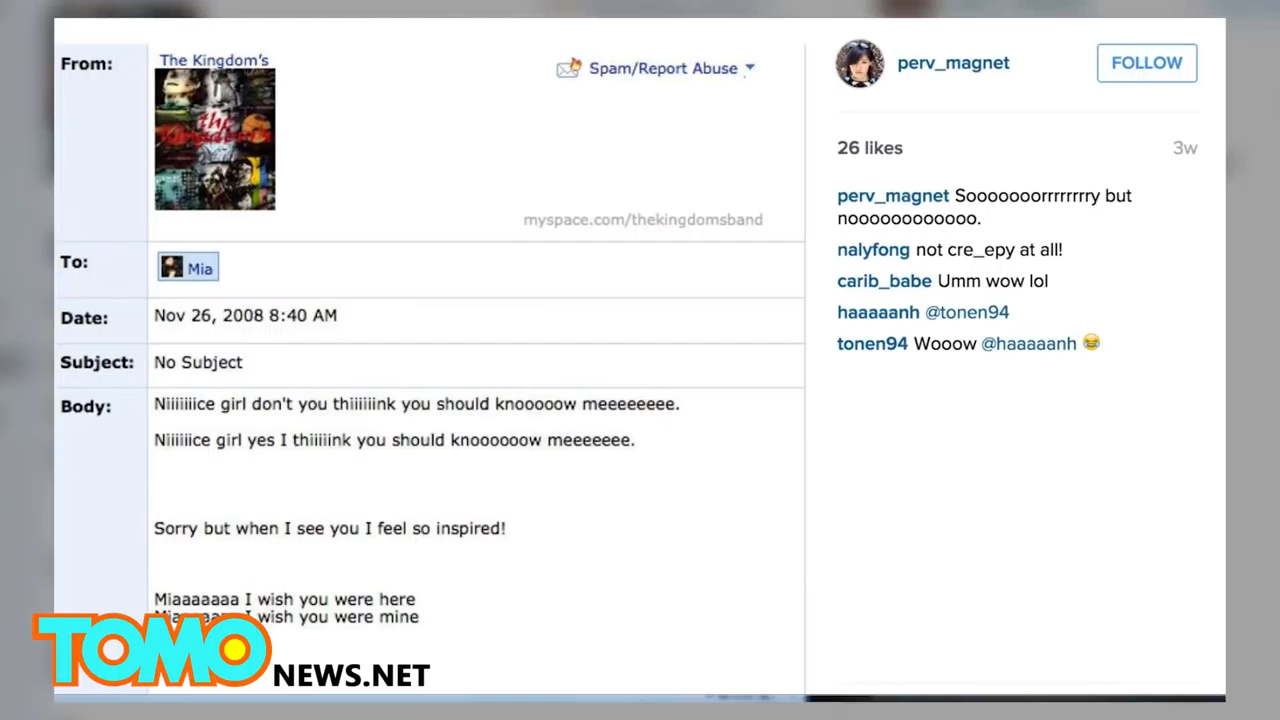 From:
The Kingdom's
Spam/Report Abuse
the
myspace.com/thekingdomsband
To:
Mia
Date:
Nov 26, 2008 8:40 AM
Subject:
No Subject
Body:
Niiiiiiice girl don't you thiiiiiink you should knooooow meeeeeeee.
Niiiiiice girl yes I thiiiiink you should knoooooow meeeeeee.
Sorry but when I see you I feel so inspired!
Miaaaaaaa I wish you were here
I wish you were mine
perv_magnet
FOLLOW
26 likes
3w
perv_magnet Sooooooorrrrrrrry but
noooooooooooo.
nalyfong not cre_epy at all!
carib_babe Umm wow lol
haaaaanh @tonen94
tonen94 Wooow @haaaaanh 😂
TOMO
NEWS.NET